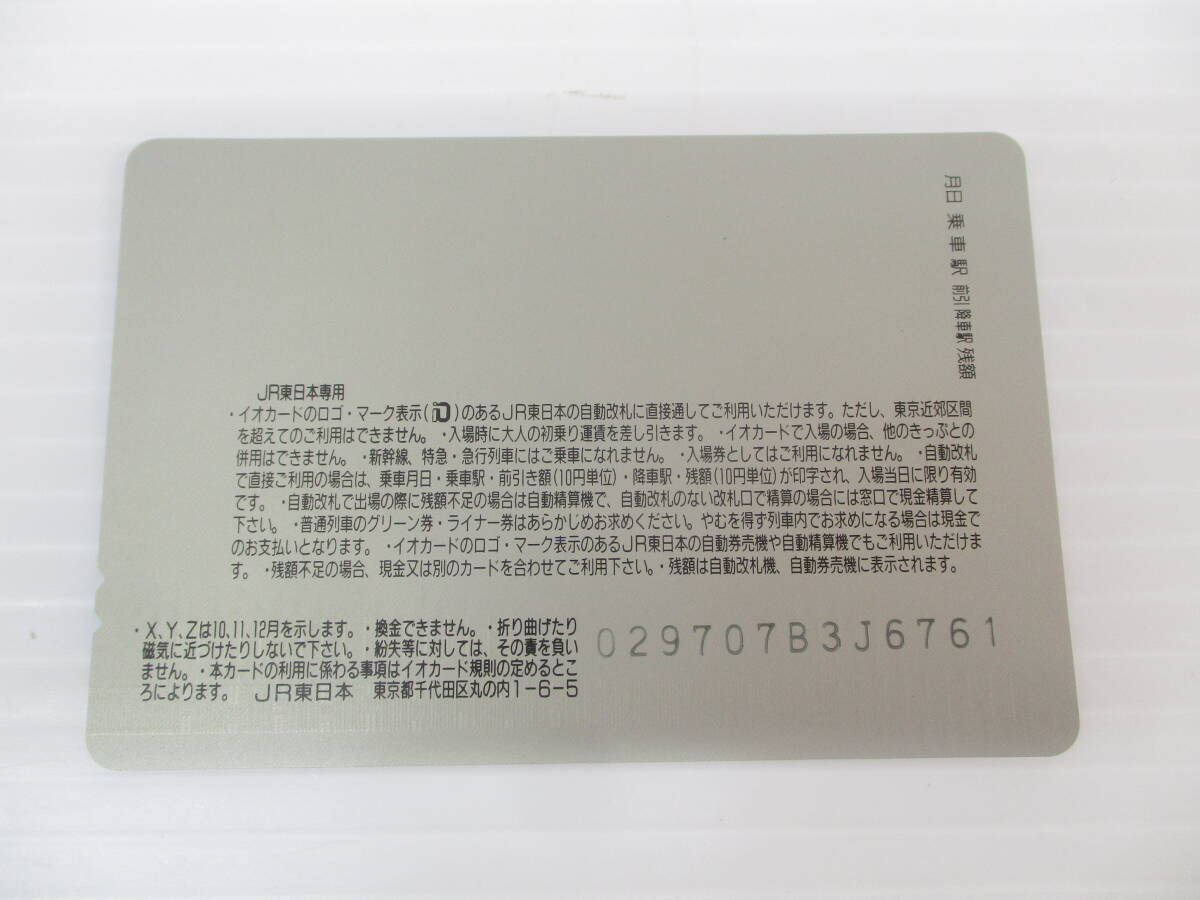 月日 乗車駅 前引 降車駅 残額
JR東日本専用
・イオカードのロゴ・マーク表示(iO)のあるJR東日本の自動改札に直接通してご利用いただけます。ただし、東京近郊区間
を超えてのご利用はできません。 ・入場時に大人の初乗り運賃を差し引きます。 ・イオカードで入場の場合、他のきっぷとの
併用はできません。 ・新幹線、特急・急行列車にはご乗車になれません。 ・入場券としてはご利用になれません。 ・自動改札
で直接ご利用の場合は、乗車月日・乗車駅・前引き額(10円単位)・降車駅・残額(10円単位)が印字され、入場当日に限り有効
です。 ・自動改札で出場の際に残額不足の場合は自動精算機で、自動改札のない改札口で精算の場合には窓口で現金精算して
下さい。 ・普通列車のグリーン券・ライナー券はあらかじめお求めください。やむを得ず列車内でお求めになる場合は現金で
のお支払いとなります。 ・イオカードのロゴ・マーク表示のあるJR東日本の自動券売機や自動精算機でもご利用いただけま
す。 ・残額不足の場合、現金又は別のカードを合わせてご利用下さい。・残額は自動改札機、自動券売機に表示されます。
・X、Y、Zは10、11、12月を示します。 ・換金できません。 ・折り曲げたり
磁気に近づけたりしないで下さい。 ・紛失等に対しては、その責を負い
ません。 ・本カードの利用に係わる事項はイオカード規則の定めるとこ
ろによります。 JR東日本 東京都千代田区丸の内1-6-5
029707B3J6761